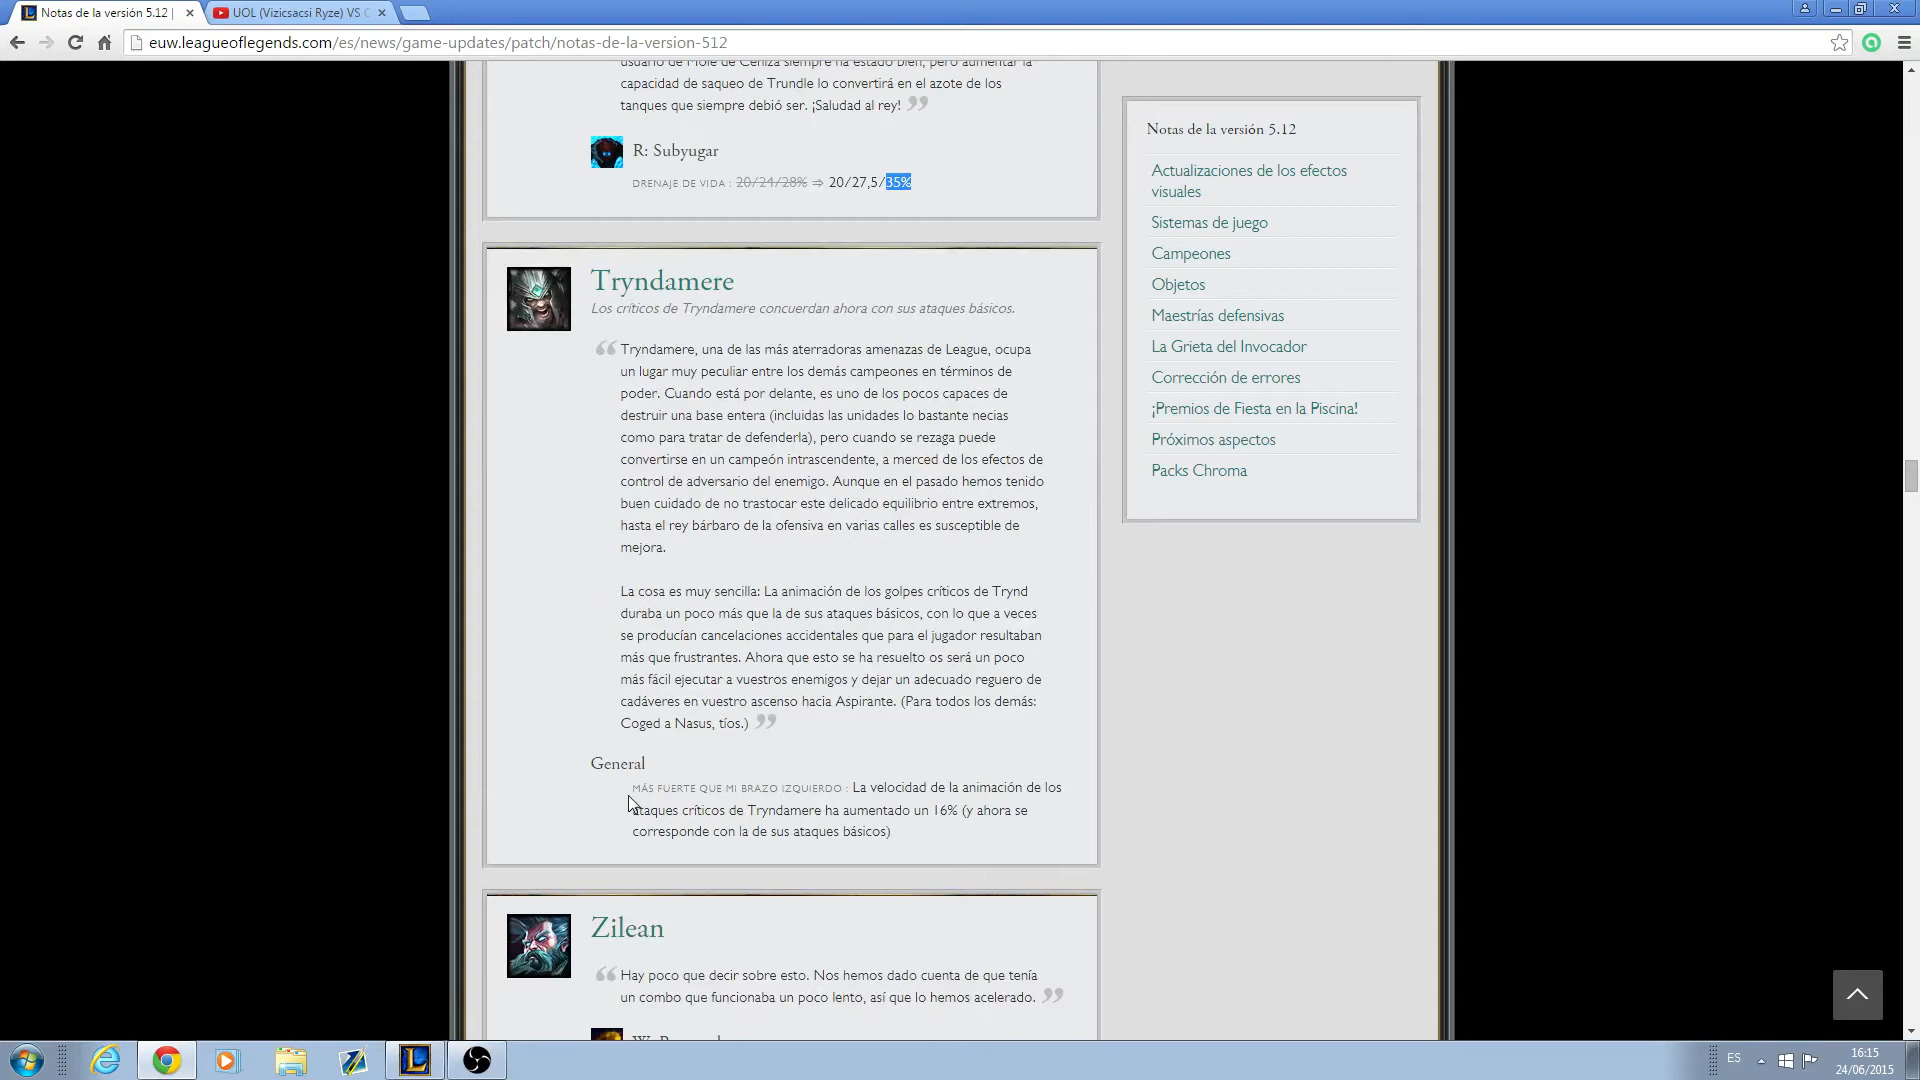 Notas de la versión 5.12 |
UOL (Vizicsacsi Ryze) VS C
euw.leagueoflegends.com/es/news/game-updates/patch/notas-de-la-version-512
usuario de Mole de Ceniza siempre ha estado bien, pero aumentar la
capacidad de saqueo de Trundle lo convertirá en el azote de los
tanques que siempre debió ser. ¡Saludad al rey!
R: Subyugar
DRENAJE DE VIDA : 20/24/28% ⇒ 20/27,5/35%
Tryndamere
Los críticos de Tryndamere concuerdan ahora con sus ataques básicos.
Tryndamere, una de las más aterradoras amenazas de League, ocupa
un lugar muy peculiar entre los demás campeones en términos de
poder. Cuando está por delante, es uno de los pocos capaces de
destruir una base entera (incluidas las unidades lo bastante necias
como para tratar de defenderla), pero cuando se rezaga puede
convertirse en un campeón intrascendente, a merced de los efectos de
control de adversario del enemigo. Aunque en el pasado hemos tenido
buen cuidado de no trastocar este delicado equilibrio entre extremos,
hasta el rey bárbaro de la ofensiva en varias calles es susceptible de
mejora.
La cosa es muy sencilla: La animación de los golpes críticos de Trynd
duraba un poco más que la de sus ataques básicos, con lo que a veces
se producían cancelaciones accidentales que para el jugador resultaban
más que frustrantes. Ahora que esto se ha resuelto os será un poco
más fácil ejecutar a vuestros enemigos y dejar un adecuado reguero de
cadáveres en vuestro ascenso hacia Aspirante. (Para todos los demás:
Coged a Nasus, tíos.)
General
MÁS FUERTE QUE MI BRAZO IZQUIERDO : La velocidad de la animación de los
ataques críticos de Tryndamere ha aumentado un 16% (y ahora se
corresponde con la de sus ataques básicos)
Zilean
Hay poco que decir sobre esto. Nos hemos dado cuenta de que tenía
un combo que funcionaba un poco lento, así que lo hemos acelerado.
Notas de la versión 5.12
Actualizaciones de los efectos
visuales
Sistemas de juego
Campeones
Objetos
Maestrías defensivas
La Grieta del Invocador
Corrección de errores
¡Premios de Fiesta en la Piscina!
Próximos aspectos
Packs Chroma
ES
16:15
24/06/2015